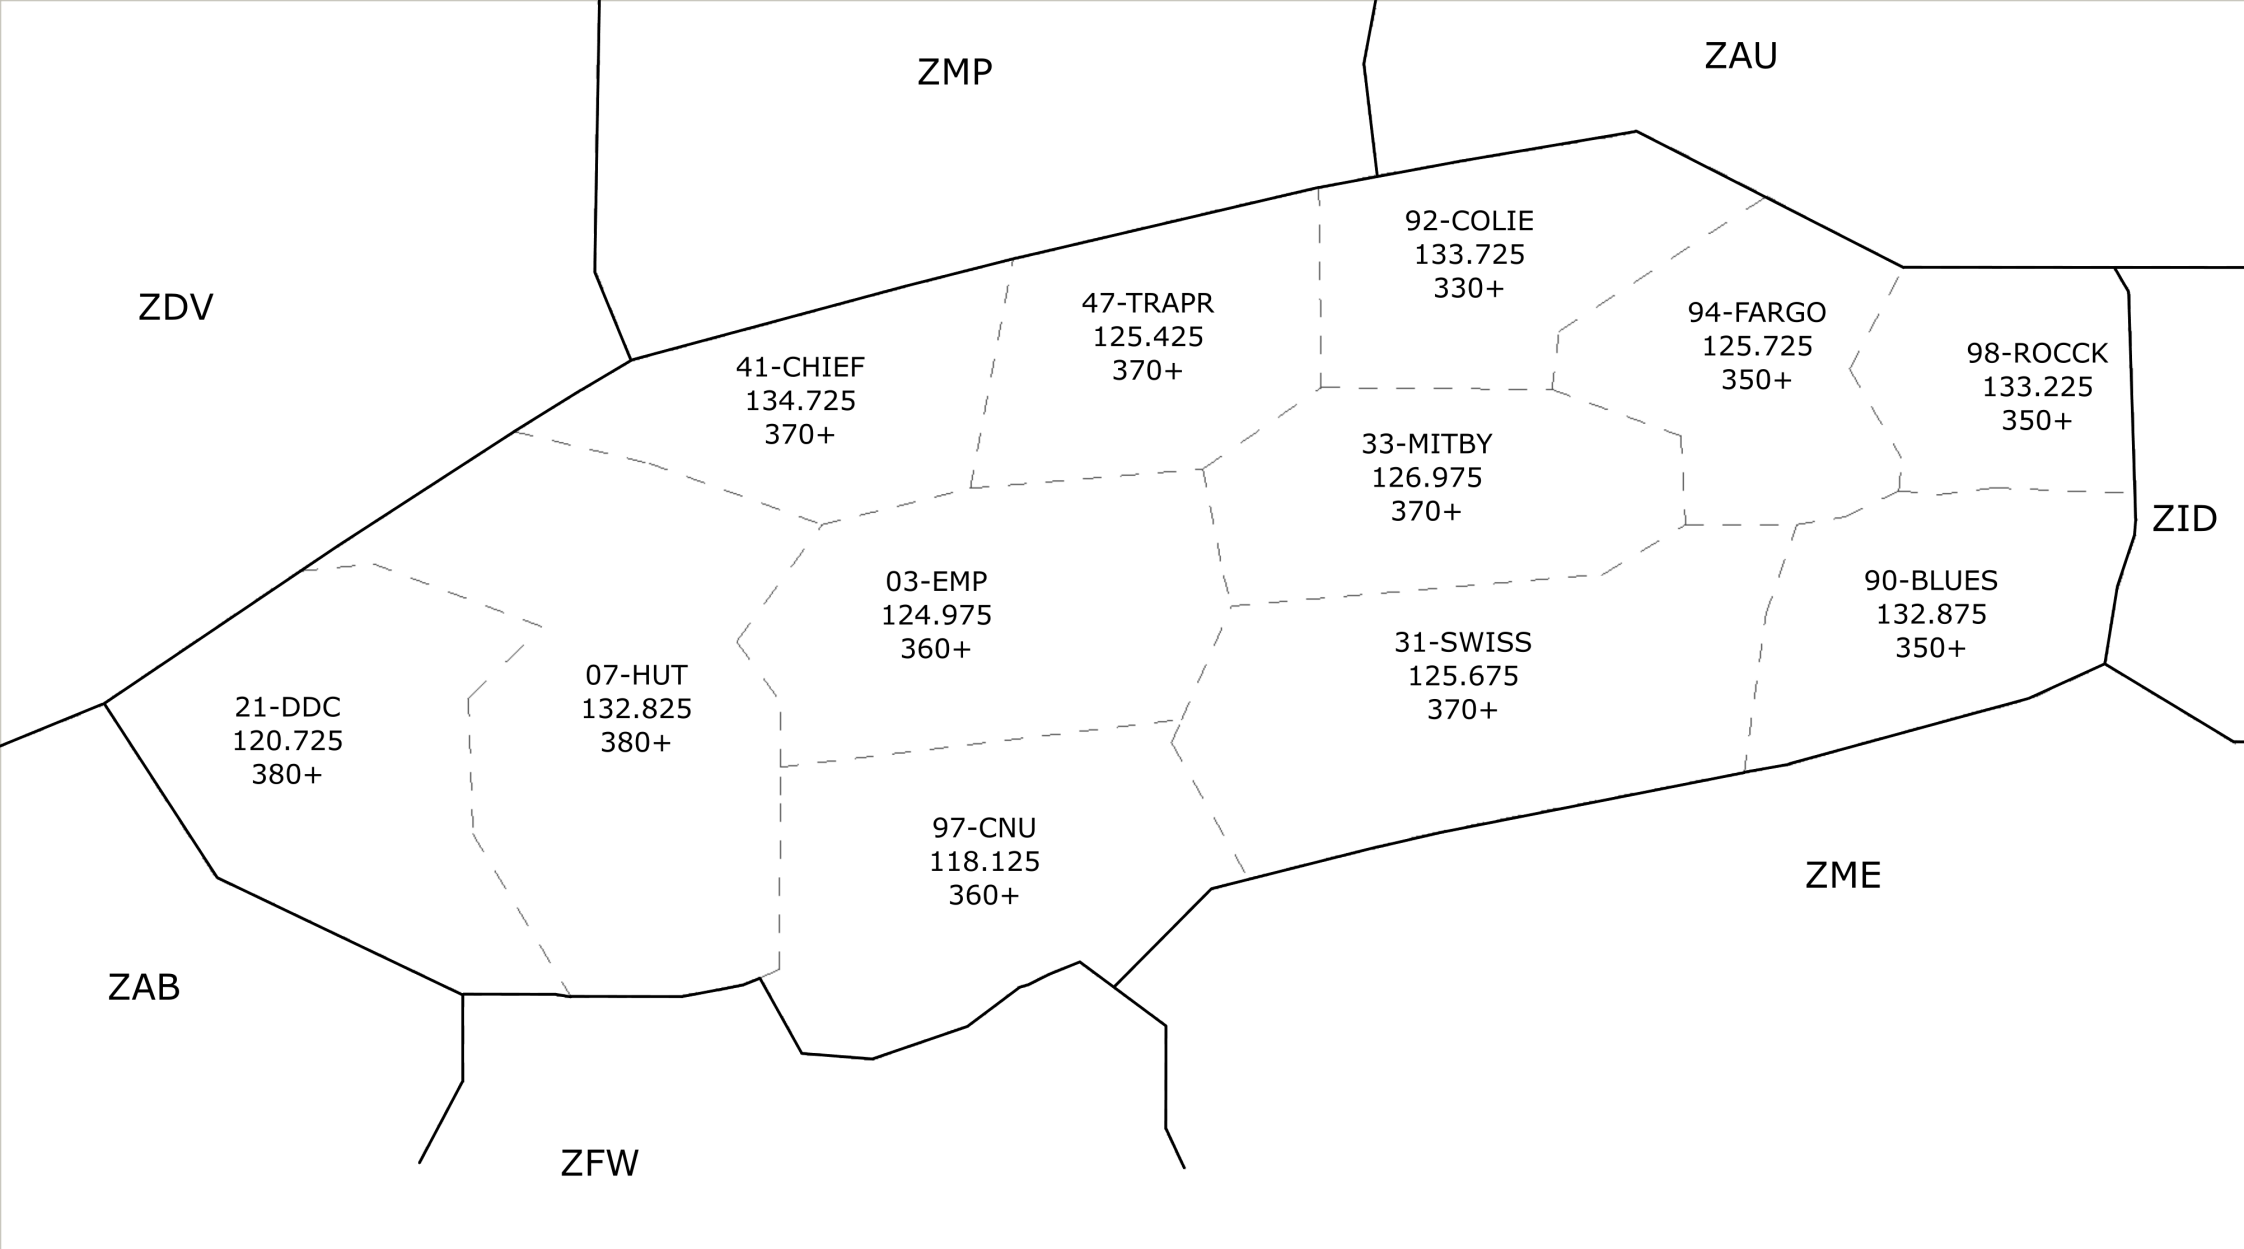 ZMP
ZAU
ZDV
92-COLIE
133.725
330+
47-TRAPR
125.425
370+
94-FARGO
125.725
350+
98-ROCCK
133.225
350+
41-CHIEF
134.725
370+
33-MITBY
126.975
370+
ZID
03-EMP
124.975
360+
90-BLUES
132.875
350+
31-SWISS
125.675
370+
07-HUT
132.825
380+
21-DDC
120.725
380+
97-CNU
118.125
360+
ZME
ZAB
ZFW